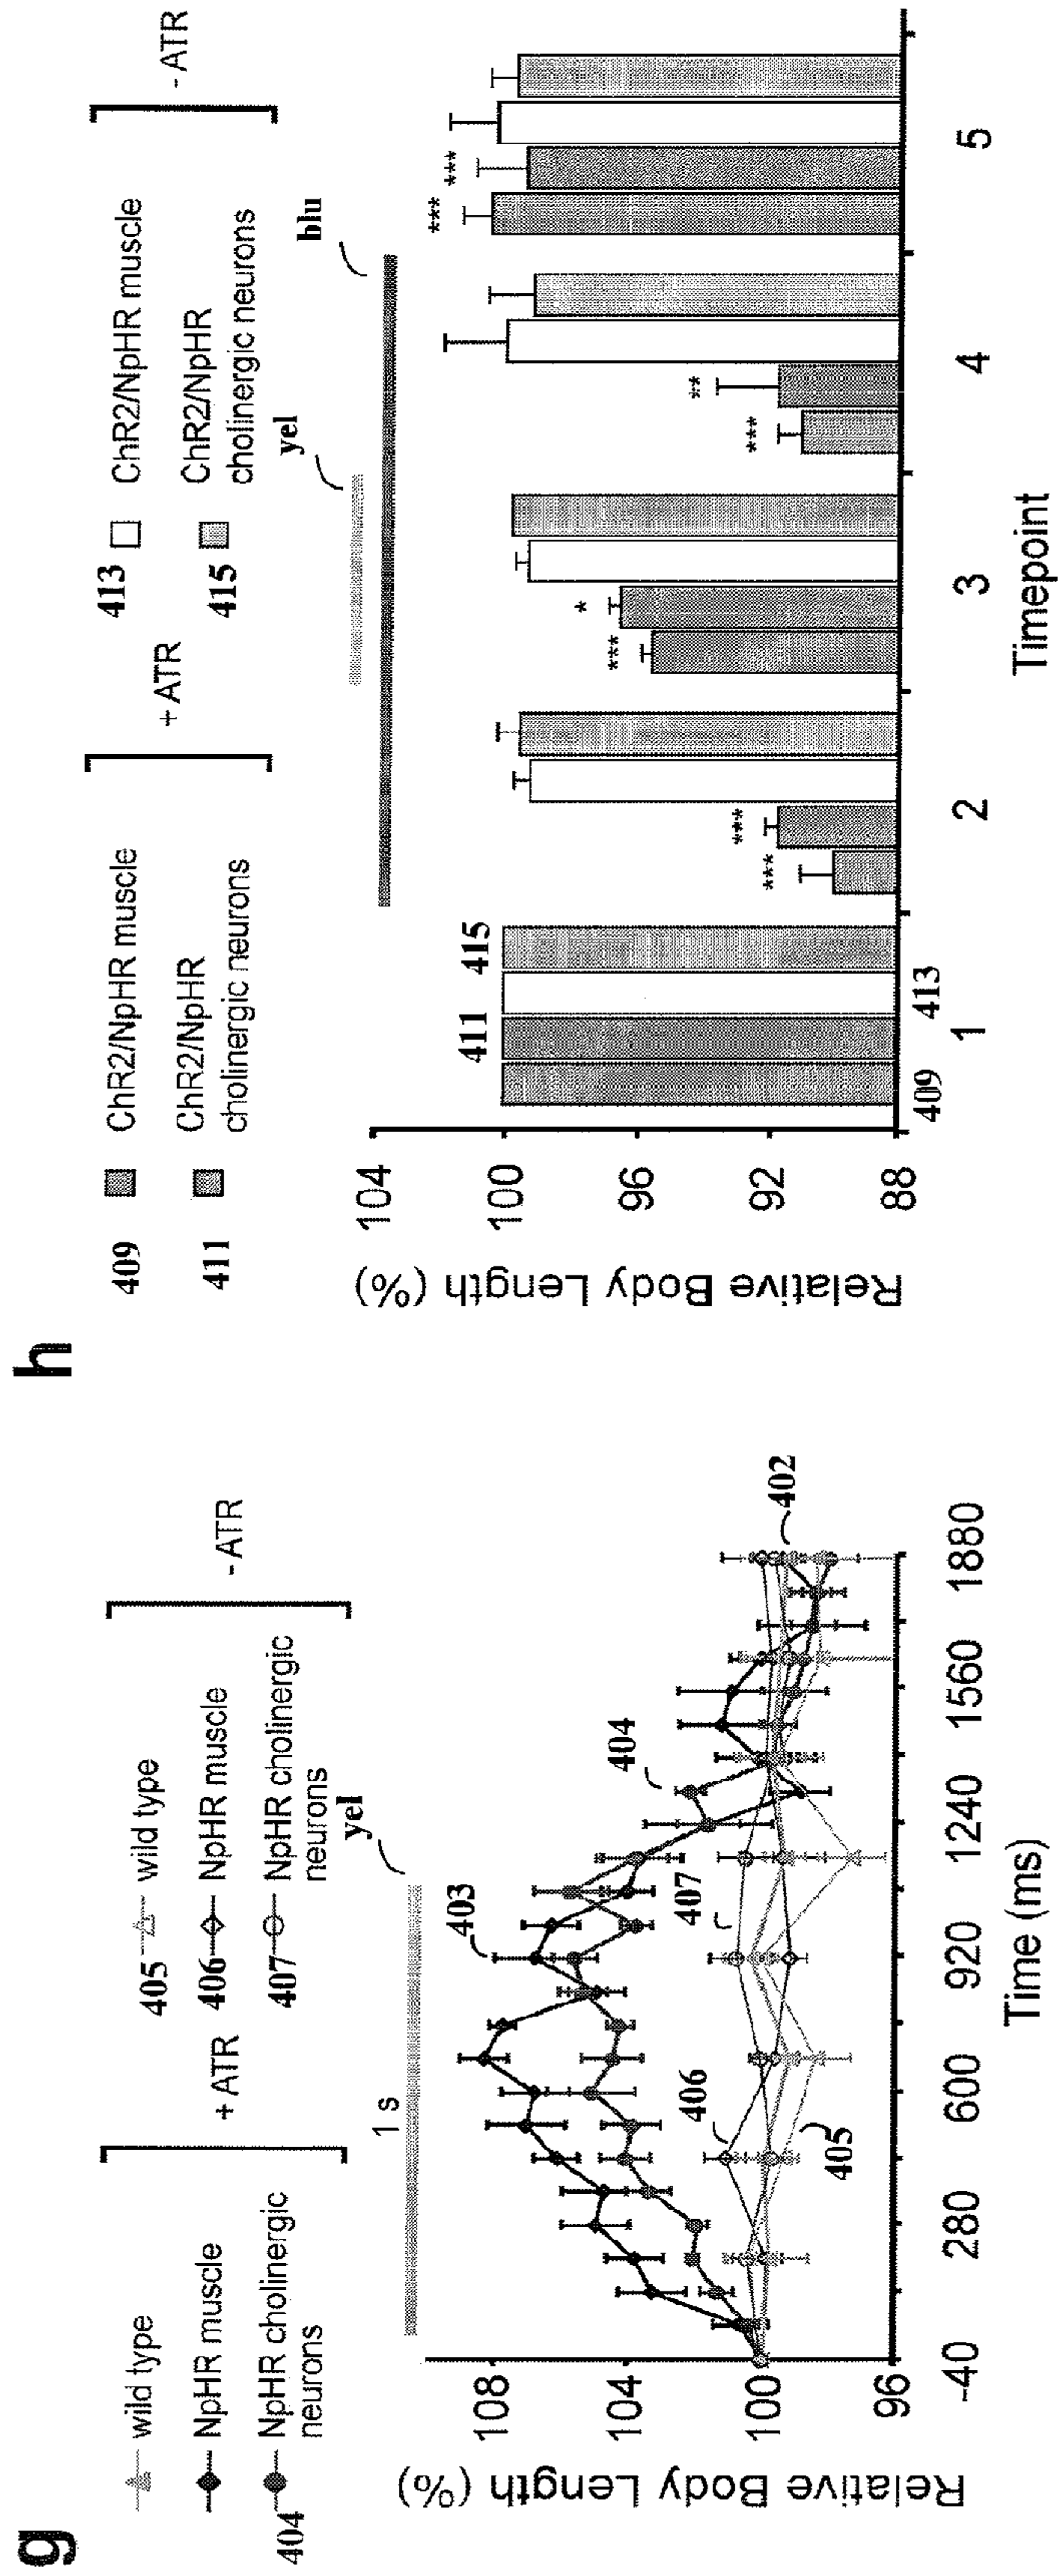 g
wild type
NpHR muscle
404 NpHR cholinergic
neurons
+ ATR
405 wild type
406 NpHR muscle
407 NpHR cholinergic
neurons
- ATR
yel
1 s
403
404
407
406
405
402
108
104
100
96
Relative Body Length (%)
-40 280 600 920 1240 1560 1880
Time (ms)
h
409 ChR2/NpHR muscle
411 ChR2/NpHR
cholinergic neurons
+ ATR
413 ChR2/NpHR muscle
415 ChR2/NpHR
cholinergic neurons
- ATR
yel
blu
104
100
96
92
88
Relative Body Length (%)
411 415
409 413
*** ***
*** *
*** **
*** ***
1 2 3 4 5
Timepoint